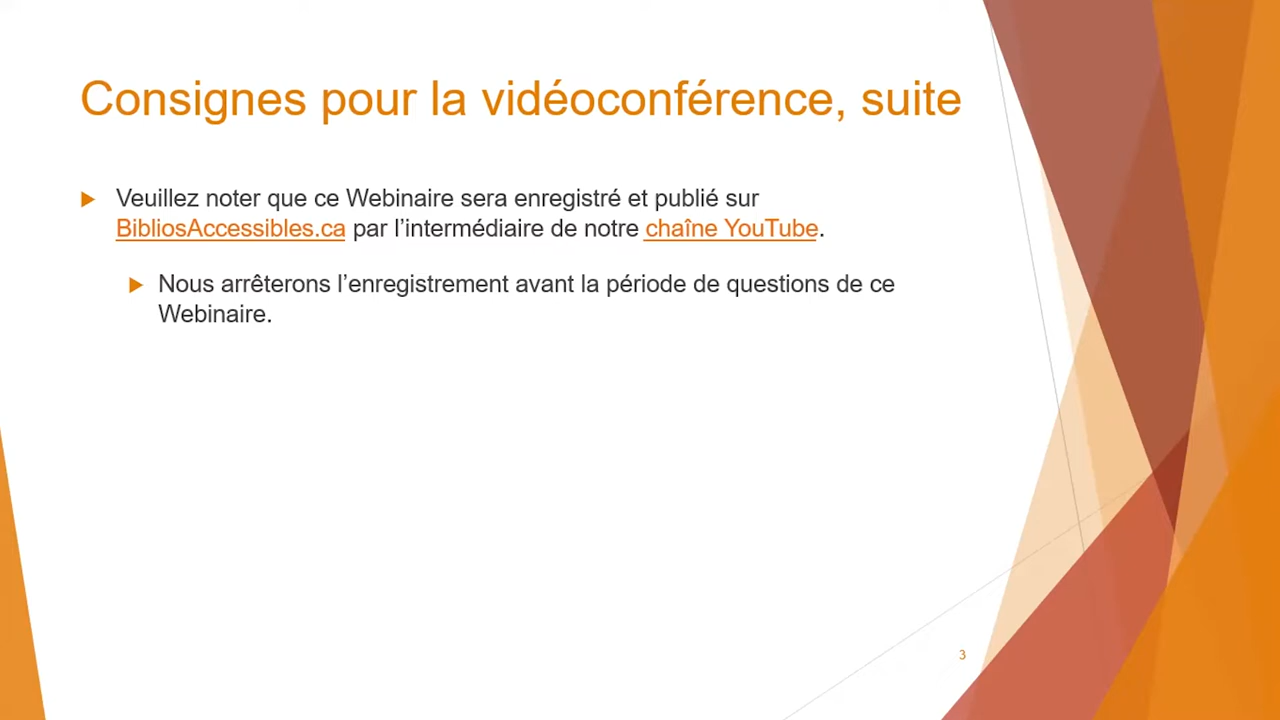 Consignes pour la vidéoconférence, suite
Veuillez noter que ce Webinaire sera enregistré et publié sur
BibliosAccessibles.ca par l’intermédiaire de notre chaîne YouTube.
Nous arrêterons l’enregistrement avant la période de questions de ce
Webinaire.
3